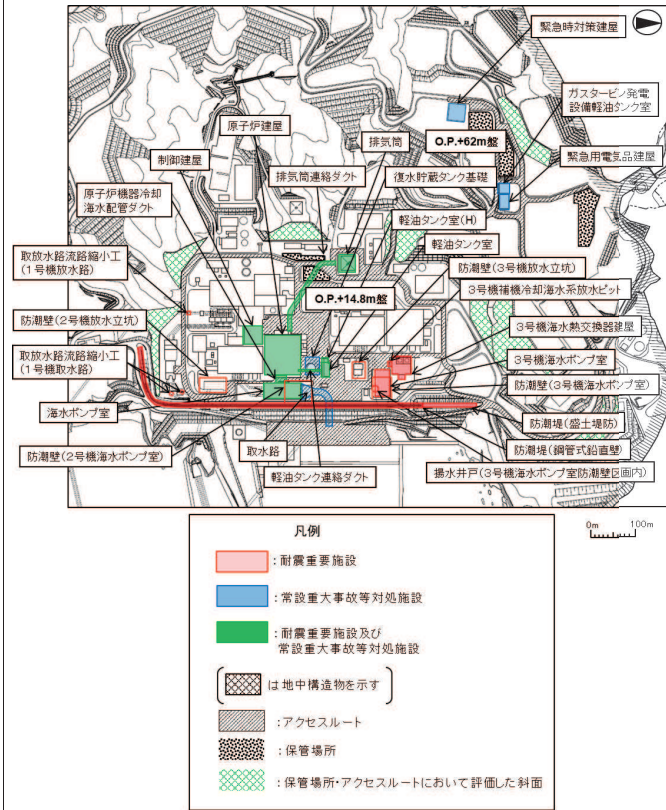 緊急時対策建屋
ガスタービン発電
設備軽油タンク室
原子炉建屋
排気筒
O.P.+62m盤
緊急用電気品建屋
制御建屋
排気筒連絡ダクト
復水貯蔵タンク基礎
原子炉機器冷却
海水配管ダクト
軽油タンク室(H)
軽油タンク室
取放水路流路縮小工
(1号機放水路)
防潮壁(3号機放水立坑)
3号機補機冷却海水系放水ピット
O.P.+14.8m盤
防潮壁(2号機放水立坑)
3号機海水熱交換器建屋
3号機海水ポンプ室
取放水路流路縮小工
(1号機取水路)
防潮壁(3号機海水ポンプ室)
海水ポンプ室
防潮堤(盛土堤防)
防潮壁(2号機海水ポンプ室)
取水路
防潮堤(鋼管式鉛直壁)
軽油タンク連絡ダクト
揚水井戸(3号機海水ポンプ室防潮壁区画内)
0m 100m
凡例
:耐震重要施設
:常設重大事故等対処施設
:耐震重要施設及び
常設重大事故等対処施設
は地中構造物を示す
:アクセスルート
:保管場所
:保管場所・アクセスルートにおいて評価した斜面